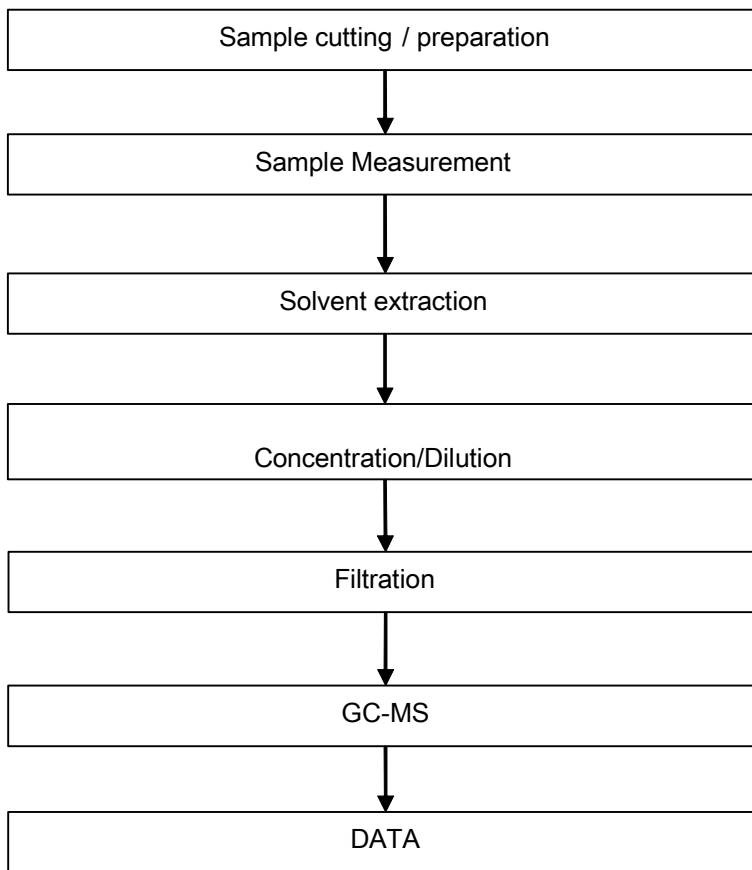 Sample cutting / preparation
Sample Measurement
Solvent extraction
Concentration/Dilution
Filtration
GC-MS
DATA